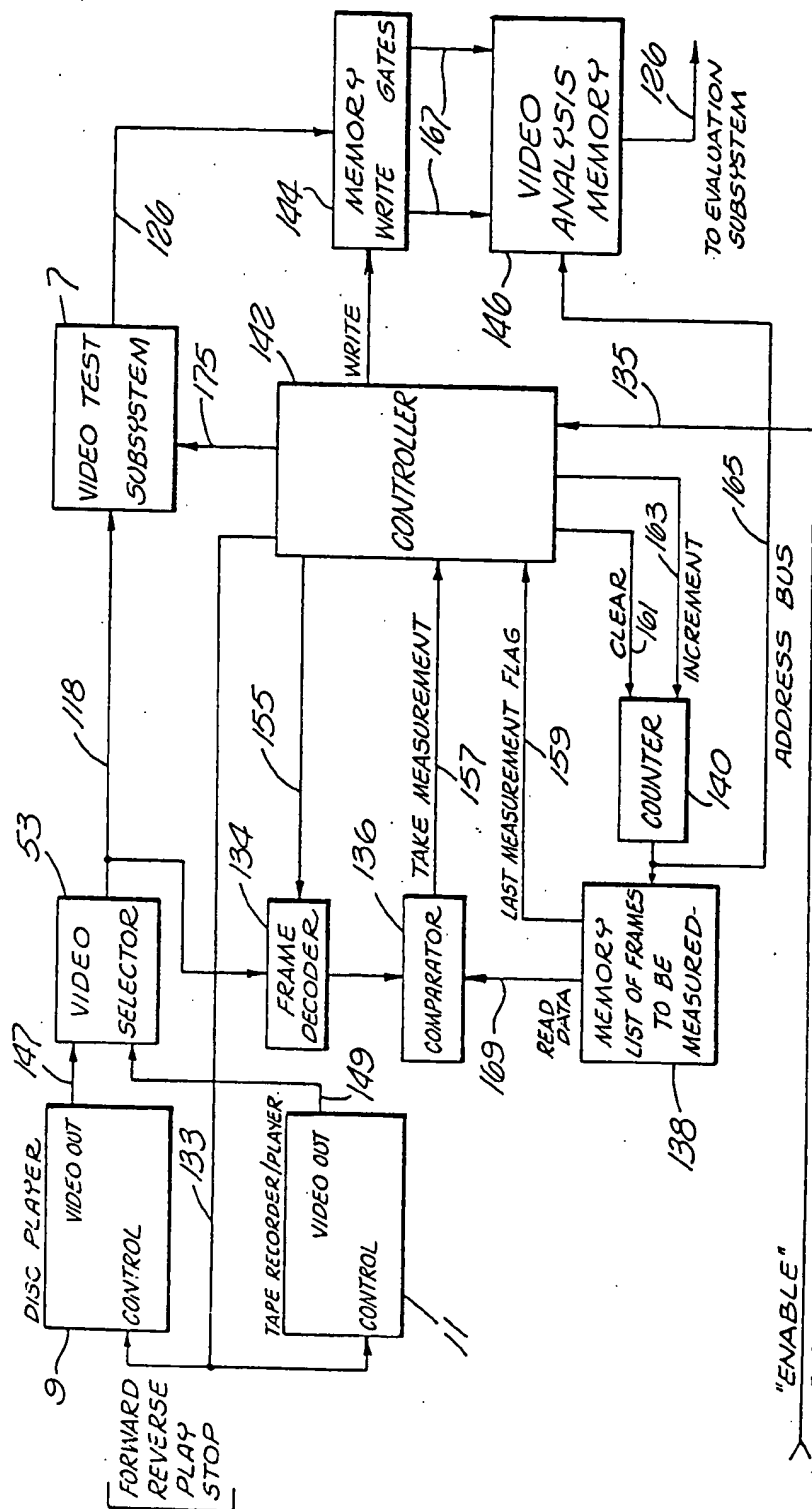 FORWARD
REVERSE
PLAY
STOP
9
DISC PLAYER
VIDEO OUT
CONTROL
147
133
TAPE RECORDER/PLAYER
VIDEO OUT
CONTROL
149
11
53
VIDEO
SELECTOR
118
134
FRAME
DECODER
155
136
COMPARATOR
TAKE MEASUREMENT
157
169
READ
DATA
LAST MEASUREMENT FLAG
159
MEMORY
LIST OF FRAMES
TO BE
MEASURED-
138
COUNTER
140
CLEAR
161
163
INCREMENT
7
VIDEO TEST
SUBSYSTEM
175
142
CONTROLLER
WRITE
126
144
MEMORY
WRITE GATES
167
146
VIDEO
ANALYSIS
MEMORY
126
TO EVALUATION
SUBSYSTEM
135
165
ADDRESS BUS
"ENABLE"